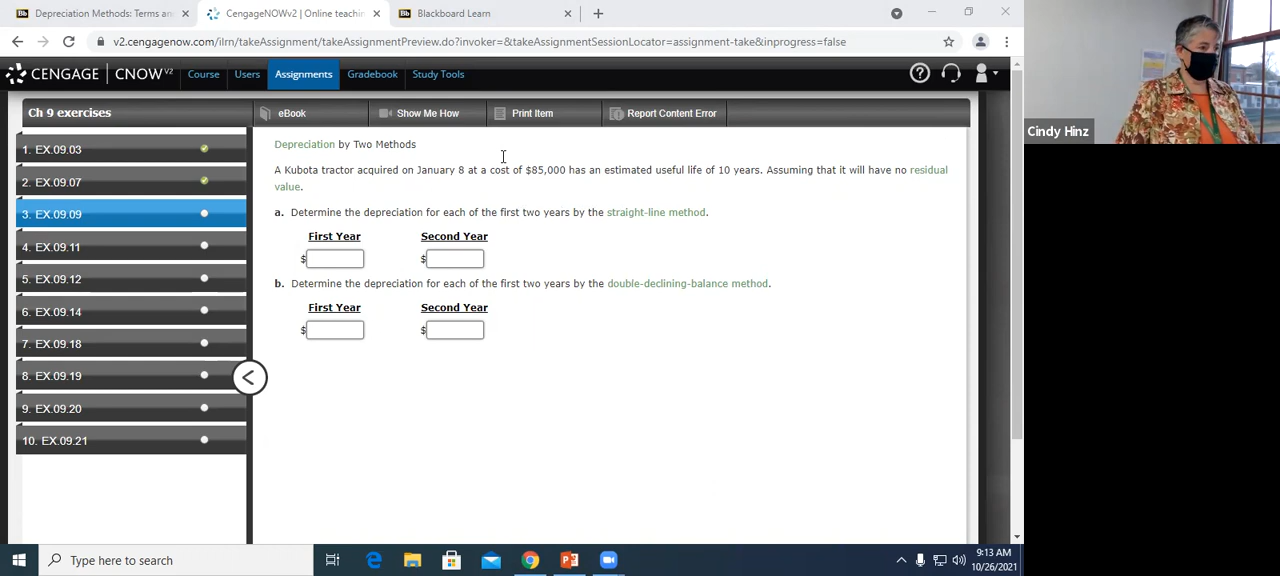 Depreciation Methods: Terms an
CengageNOWv2 | Online teachin
Bb
Blackboard Learn
v2.cengagenow.com/ilrn/takeAssignment/takeAssignmentPreview.do?invoker=&takeAssignmentSessionLocator=assignment-take&inprogress=false
CENGAGE | CNOWv2
Course
Users
Assignments
Gradebook
Study Tools
Ch 9 exercises
eBook
Show Me How
Print Item
Report Content Error
1. EX.09.03
2. EX.09.07
3. EX.09.09
4. EX.09.11
5. EX.09.12
6. EX.09.14
7. EX.09.18
8. EX.09.19
9. EX.09.20
10. EX.09.21
Depreciation by Two Methods
A Kubota tractor acquired on January 8 at a cost of $85,000 has an estimated useful life of 10 years. Assuming that it will have no residual
value.
a. Determine the depreciation for each of the first two years by the straight-line method.
First Year Second Year
$ $
b. Determine the depreciation for each of the first two years by the double-declining-balance method.
First Year Second Year
$ $
Cindy Hinz
Type here to search
9:13 AM
10/26/2021